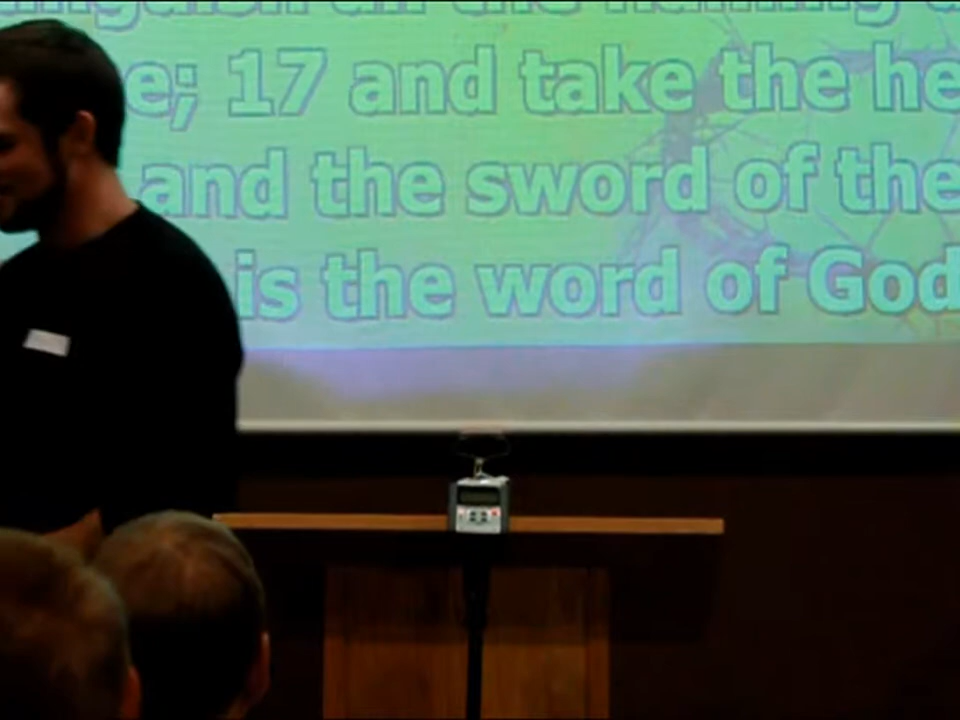 e; 17 and take the he
and the sword of the
is the word of God